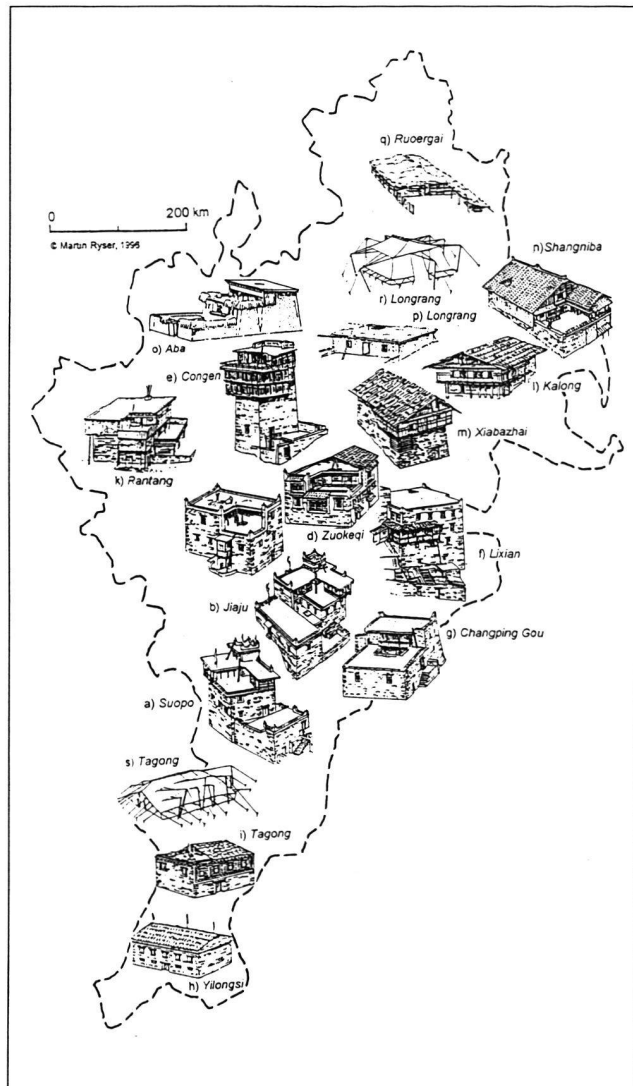 q) Ruoergai
0 200 km
© Martin Ryser, 1996
n) Shangniba
r) Longrang
p) Longrang
o) Aba
e) Congen
l) Kalong
m) Xiabazhai
k) Rantang
d) Zuokeqi
f) Lixian
b) Jiaju
g) Changping Gou
a) Suopo
s) Tagong
i) Tagong
h) Yilongsi